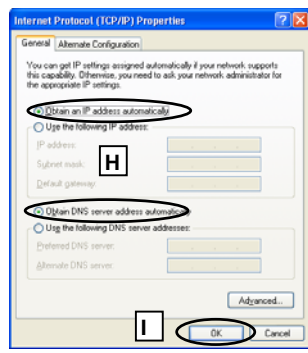 Internet Protocol (TCP/IP) Properties
General
Alternate Configuration
You can get IP settings assigned automatically if your network supports
this capability. Otherwise, you need to ask your network administrator for
the appropriate IP settings.
Obtain an IP address automatically
Use the following IP address:
IP address:
H
Subnet mask:
Default gateway:
Obtain DNS server address automatically
Use the following DNS server addresses:
Preferred DNS server:
Alternate DNS server:
Advanced...
I
OK
Cancel